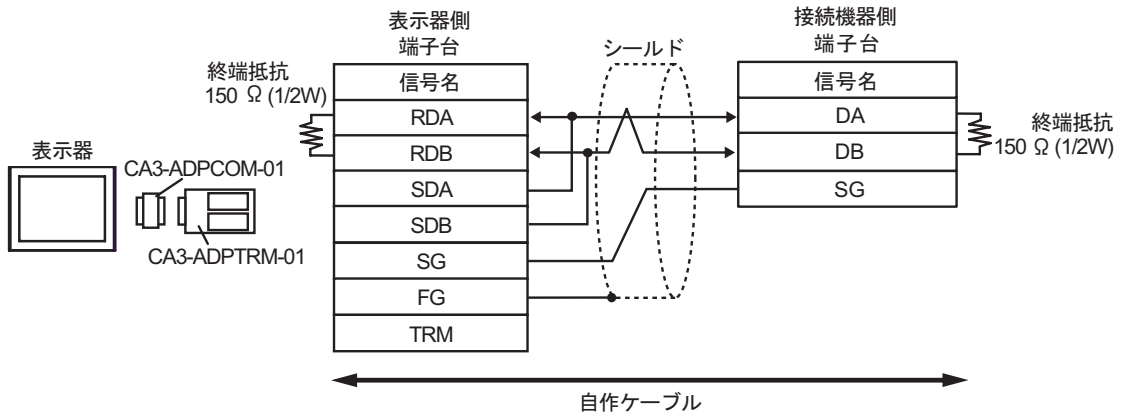 表示器側
端子台
接続機器側
端子台
シールド
終端抵抗
150 Ω (1/2W)
信号名
RDA
RDB
SDA
SDB
SG
FG
TRM
信号名
DA
DB
SG
終端抵抗
150 Ω (1/2W)
表示器
CA3-ADPCOM-01
CA3-ADPTRM-01
自作ケーブル